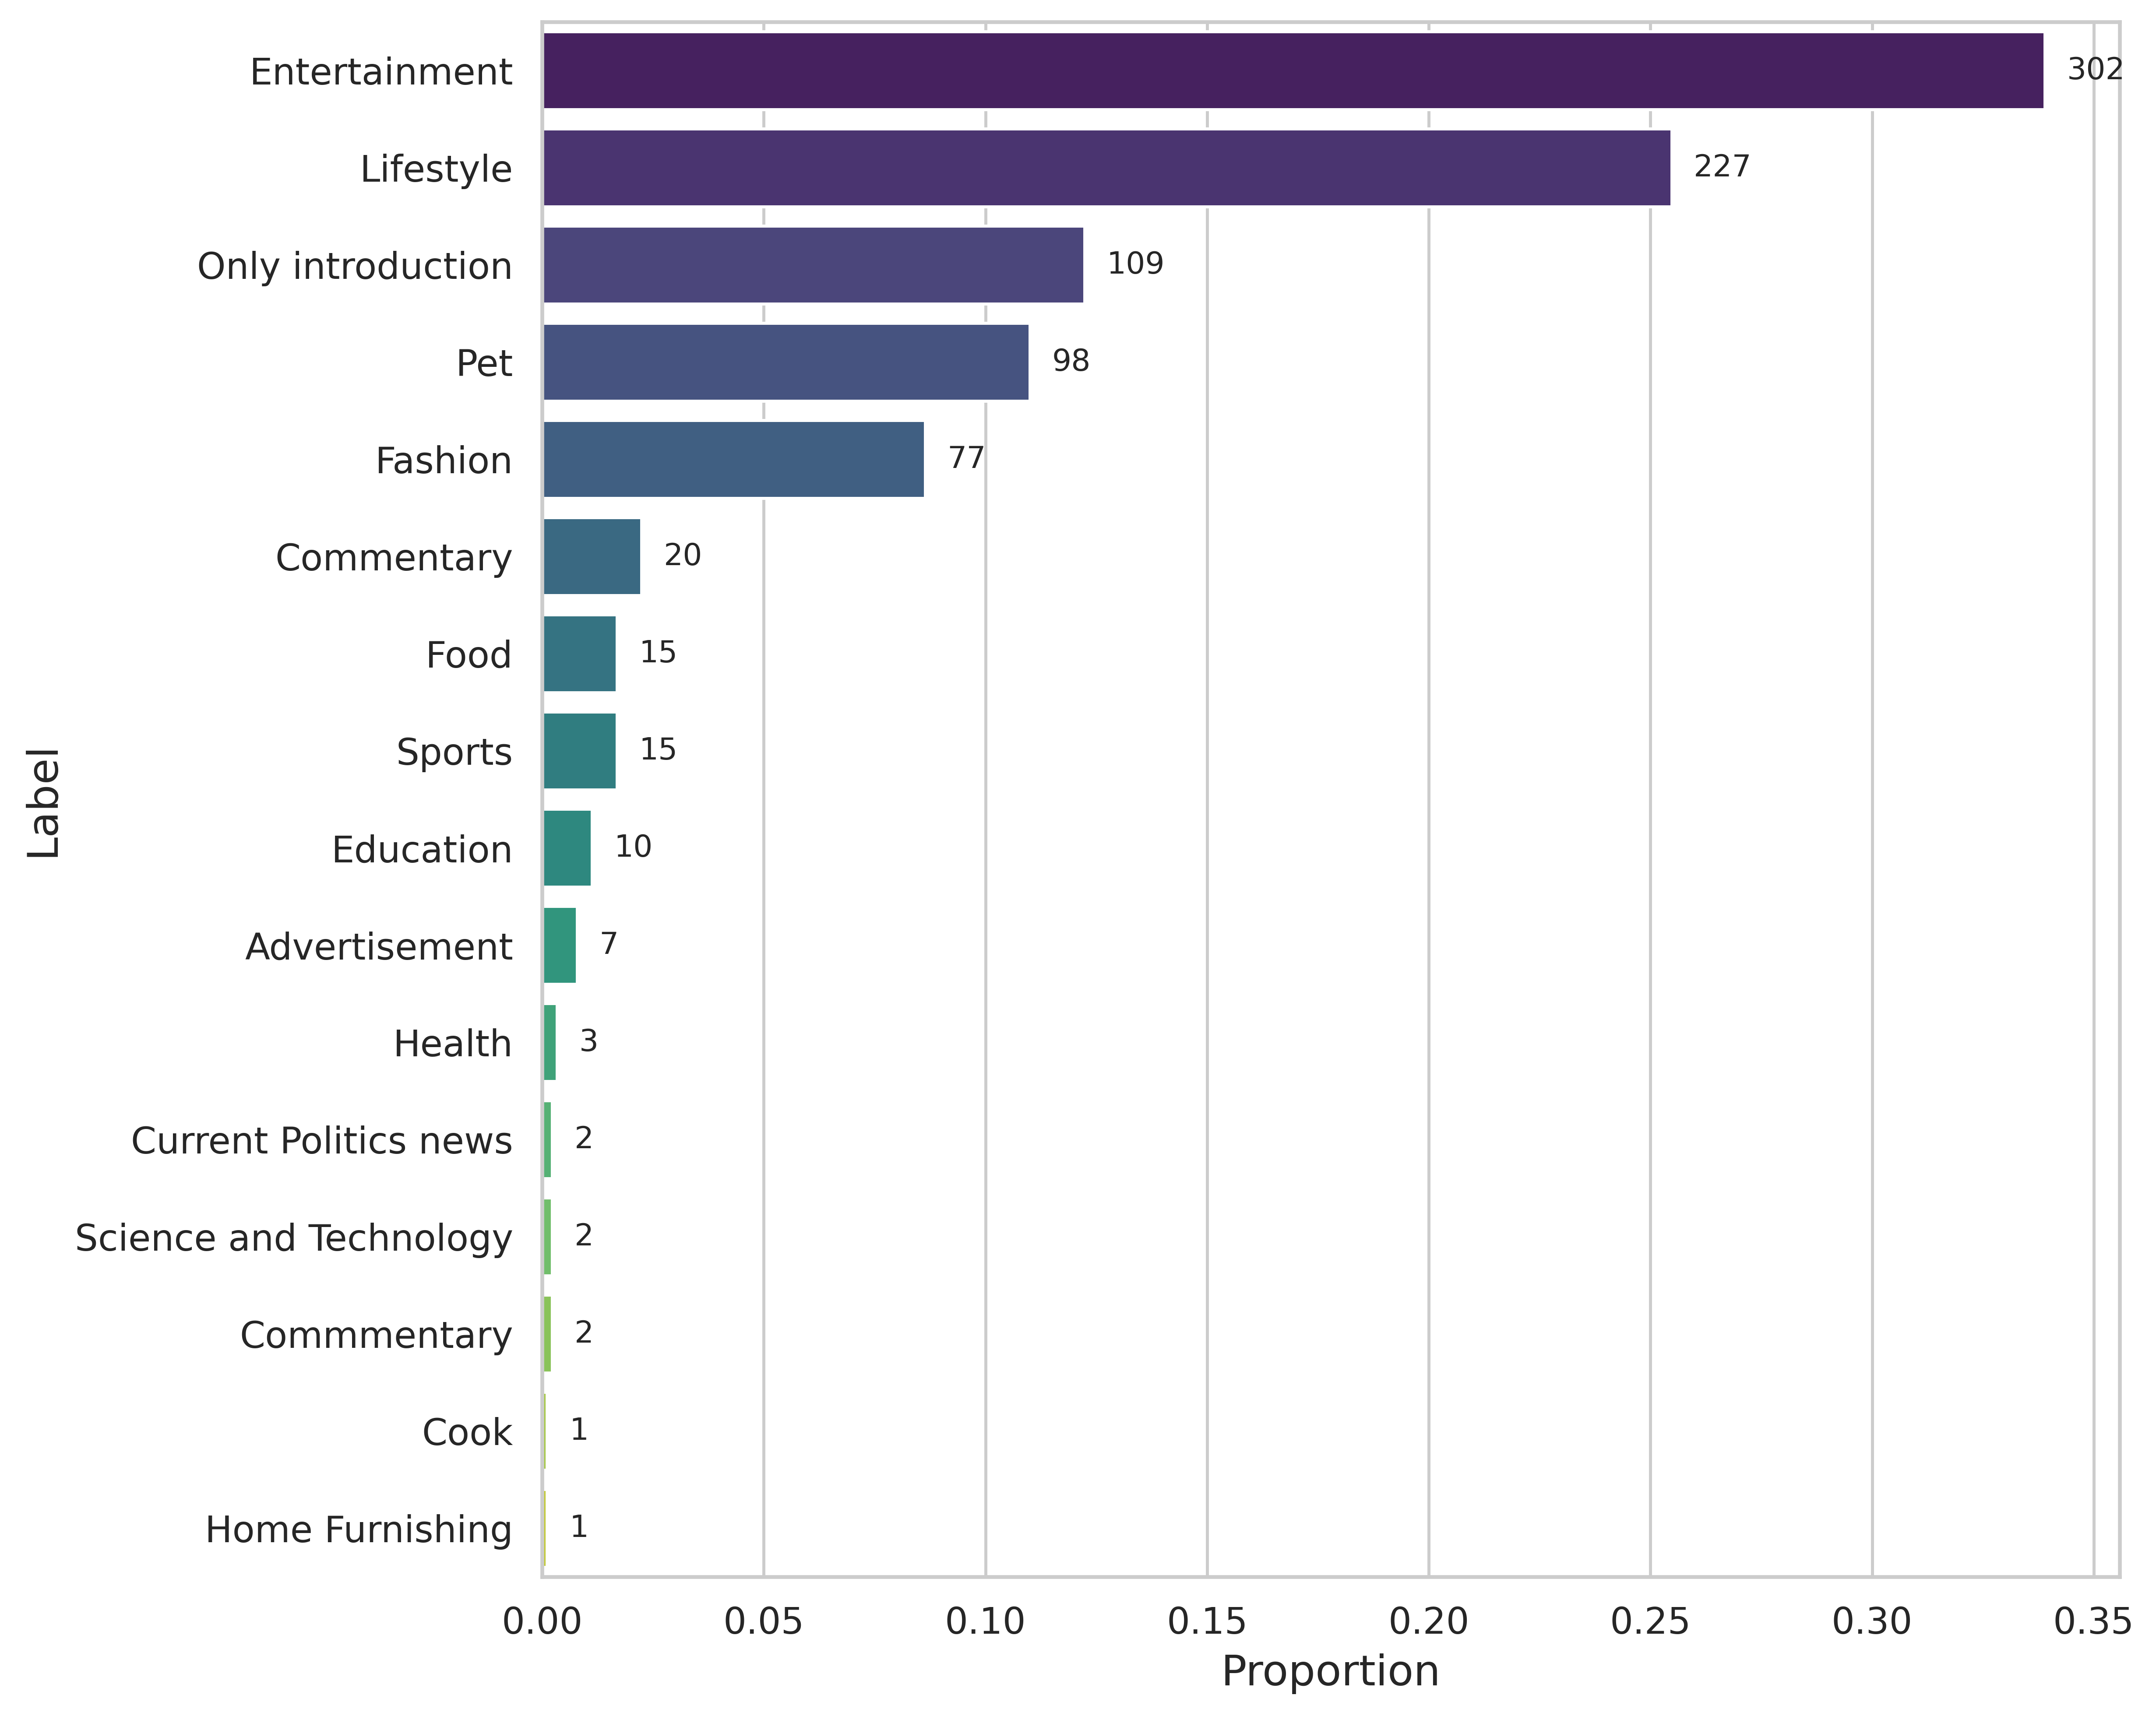 Entertainment 302
Lifestyle 227
Only introduction 109
Pet 98
Fashion 77
Commentary 20
Food 15
Sports 15
Education 10
Advertisement 7
Health 3
Current Politics news 2
Science and Technology 2
Commmentary 2
Cook 1
Home Furnishing 1
Label
0.00 0.05 0.10 0.15 0.20 0.25 0.30 0.35
Proportion